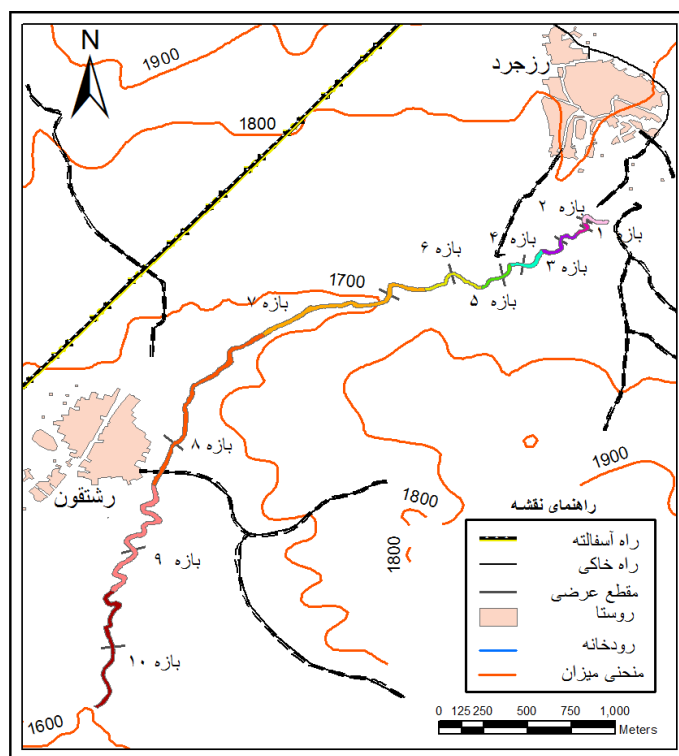 N
1900
رزجرد
1800
بازه ۲
بازه ۱
بازه ۴
بازه ۳
بازه ۶
بازه ۵
1700
بازه ۷
بازه ۸
رشتقون
1900
1800
1800
بازه ۹
بازه ۱۰
1600
راهنمای نقشه
راه آسفالته
راه خاکی
مقطع عرضی
روستا
رودخانه
منحنی میزان
0 125 250 500 750 1,000
Meters